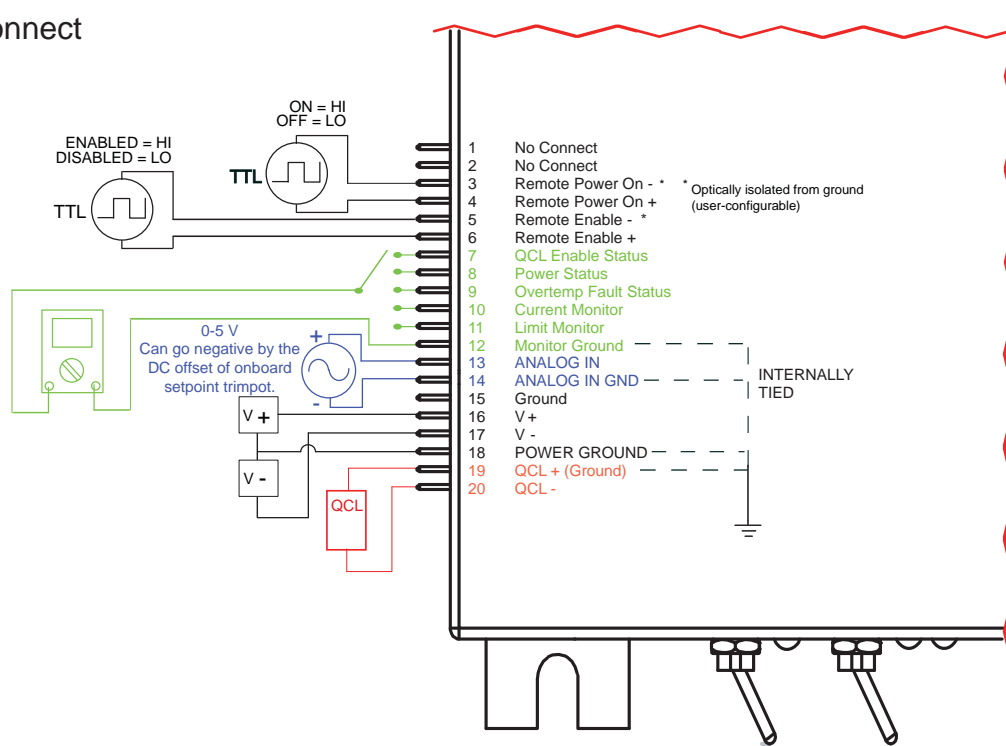 onnect
ON = HI
OFF = LO
ENABLED = HI
DISABLED = LO
TTL
TTL
1 No Connect
2 No Connect
3 Remote Power On - *
4 Remote Power On +
5 Remote Enable - *
6 Remote Enable +
* Optically isolated from ground
(user-configurable)
7 QCL Enable Status
8 Power Status
9 Overtemp Fault Status
10 Current Monitor
11 Limit Monitor
12 Monitor Ground
13 ANALOG IN
14 ANALOG IN GND
15 Ground
16 V+
17 V -
18 POWER GROUND
19 QCL + (Ground)
20 QCL -
INTERNALLY
TIED
0-5 V
Can go negative by the
DC offset of onboard
setpoint trimpot.
+
-
V +
V -
QCL